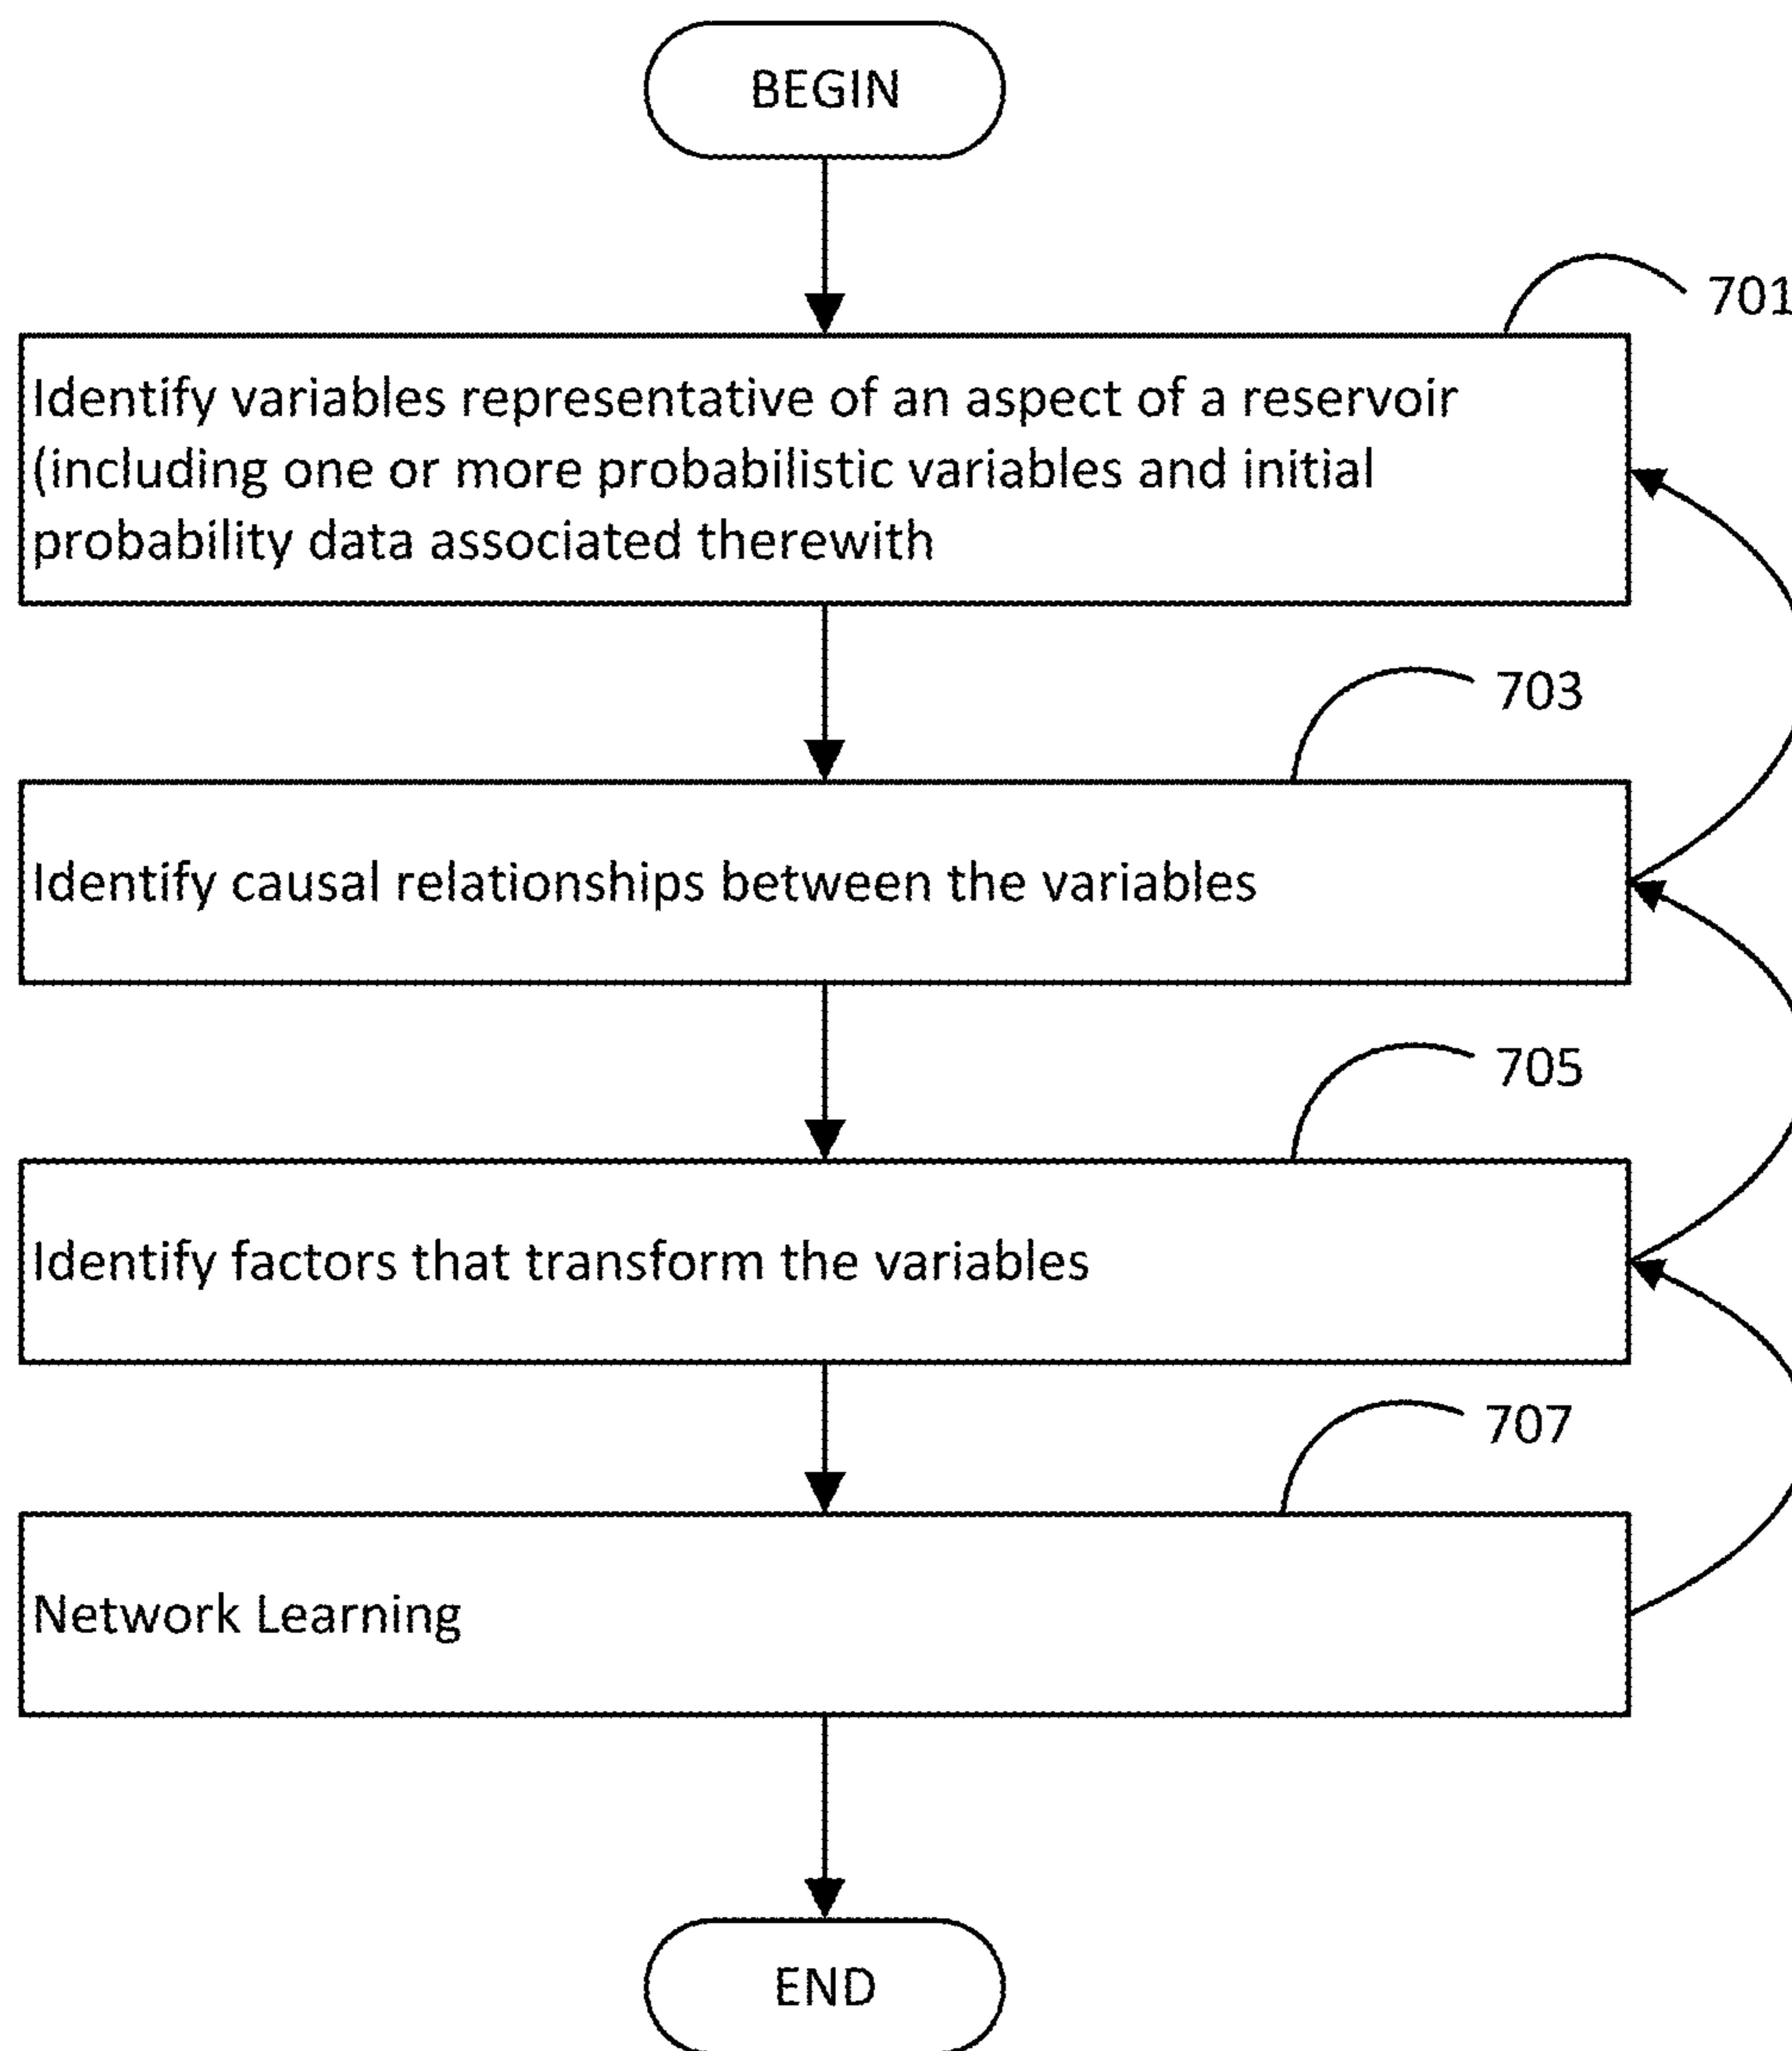 BEGIN
701
Identify variables representative of an aspect of a reservoir
(including one or more probabilistic variables and initial
probability data associated therewith
703
Identify causal relationships between the variables
705
Identify factors that transform the variables
707
Network Learning
END